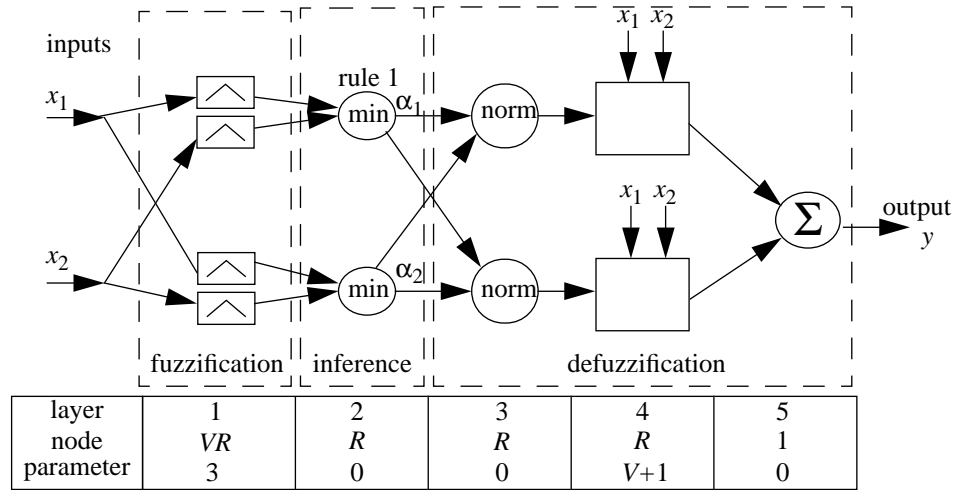 x1 x2
inputs
rule 1
x1
min α1 norm
x1 x2
Σ output
y
x2
min α2 norm
fuzzification inference defuzzification
layer 1 2 3 4 5
node VR R R R 1
parameter 3 0 0 V+1 0